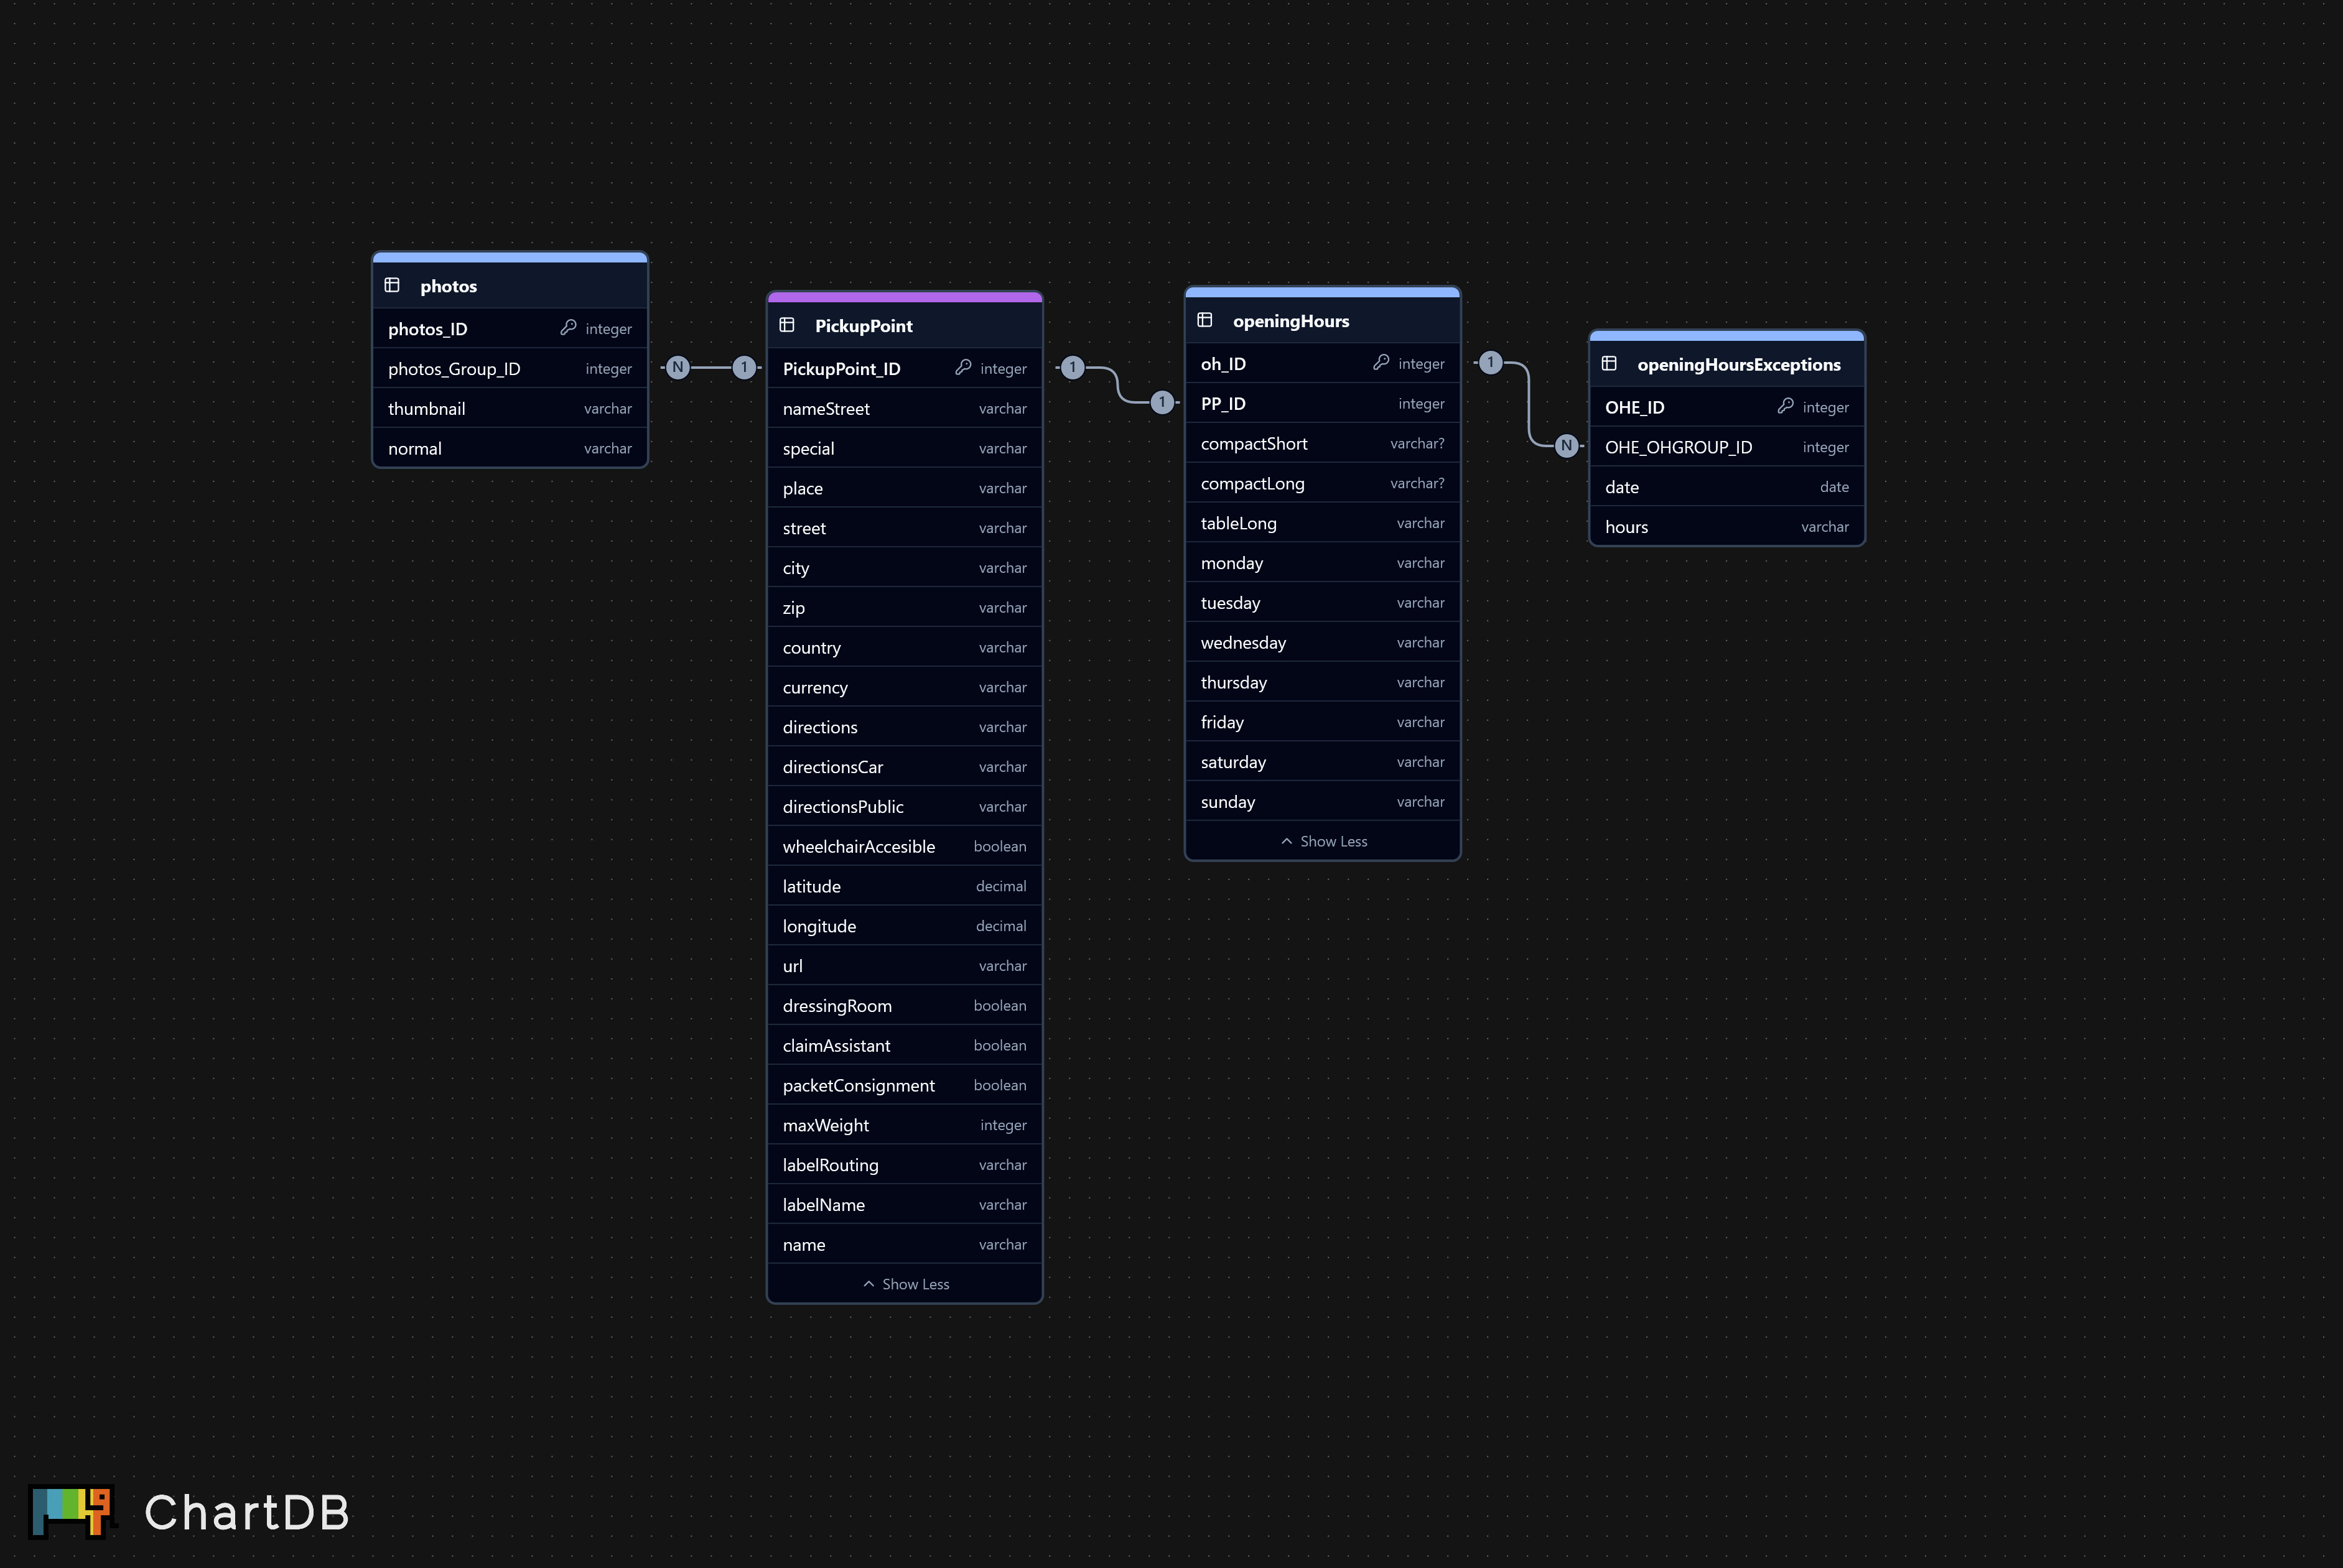 photos
photos_ID integer
photos_Group_ID integer
thumbnail varchar
normal varchar
N 1
PickupPoint
PickupPoint_ID integer
nameStreet varchar
special varchar
place varchar
street varchar
city varchar
zip varchar
country varchar
currency varchar
directions varchar
directionsCar varchar
directionsPublic varchar
wheelchairAccesible boolean
latitude decimal
longitude decimal
url varchar
dressingRoom boolean
claimAssistant boolean
packetConsignment boolean
maxWeight integer
labelRouting varchar
labelName varchar
name varchar
Show Less
1
1
openingHours
oh_ID integer
PP_ID integer
compactShort varchar?
compactLong varchar?
tableLong varchar
monday varchar
tuesday varchar
wednesday varchar
thursday varchar
friday varchar
saturday varchar
sunday varchar
Show Less
1
N
openingHoursExceptions
OHE_ID integer
OHE_OHGROUP_ID integer
date date
hours varchar
ChartDB